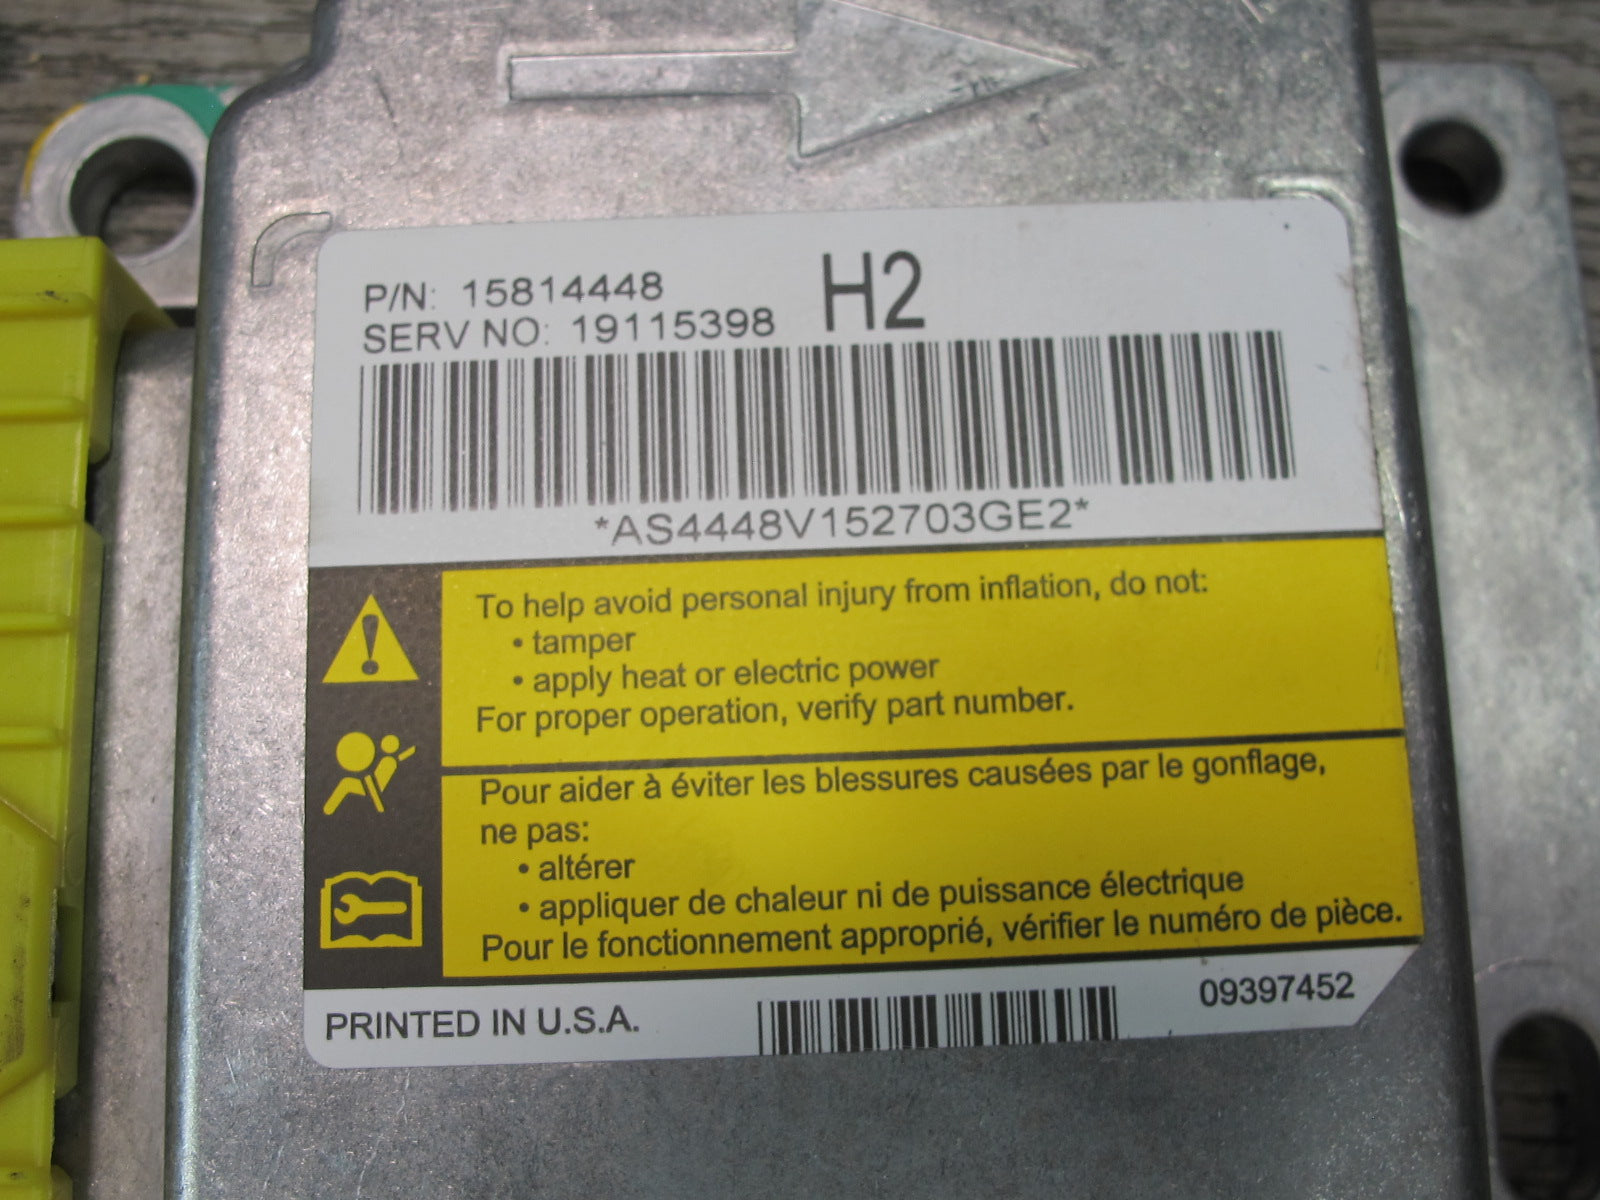 P/N: 15814448 H2
SERV NO: 19115398
*AS4448V152703GE2*
To help avoid personal injury from inflation, do not:
• tamper
• apply heat or electric power
For proper operation, verify part number.
Pour aider à éviter les blessures causées par le gonflage,
ne pas:
• altérer
• appliquer de chaleur ni de puissance électrique
Pour le fonctionnement approprié, vérifier le numéro de pièce.
PRINTED IN U.S.A. 09397452